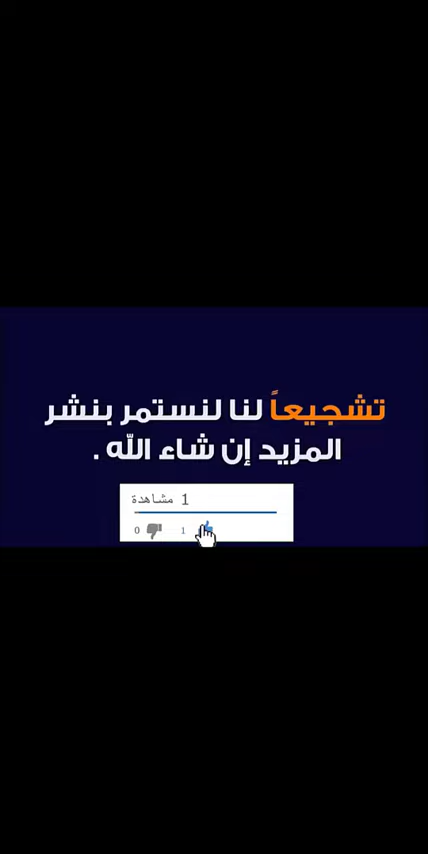 تشجيعاً لنا لنستمر بنشر
المزيد إن شاء الله .
1 مشاهدة
0 1